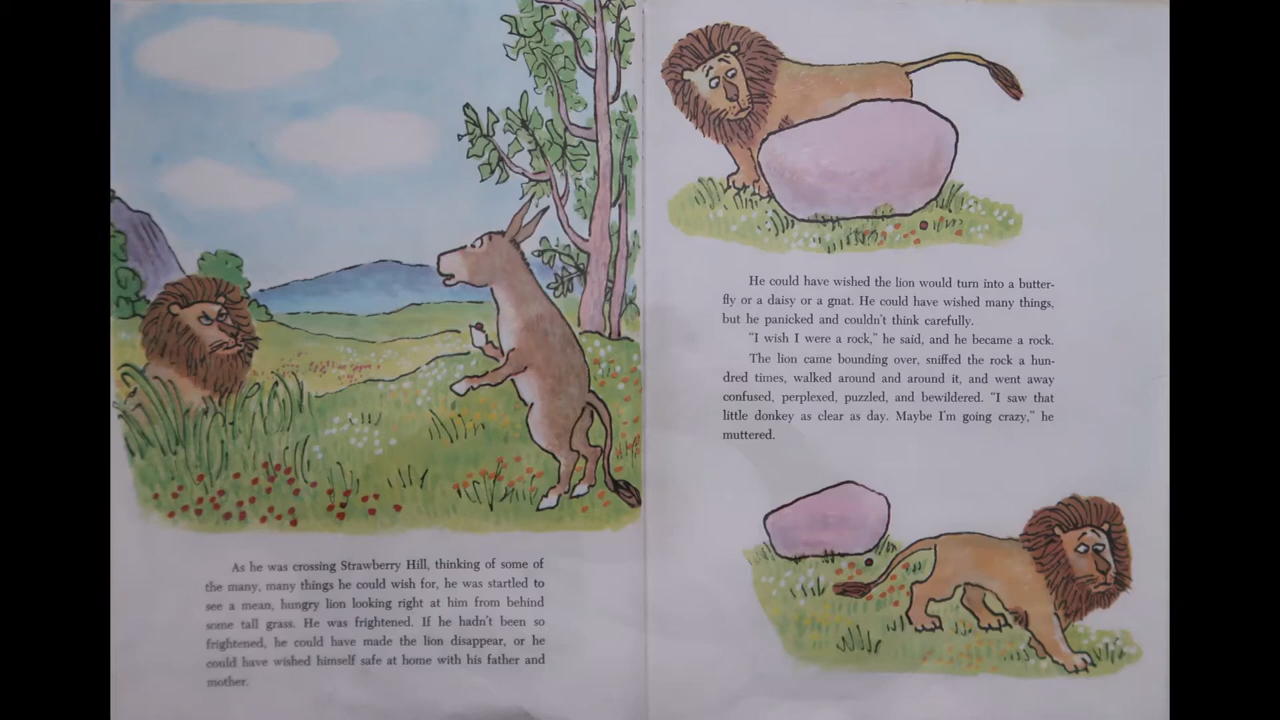 As he was crossing Strawberry Hill, thinking of some of
the many, many things he could wish for, he was startled to
see a mean, hungry lion looking right at him from behind
some tall grass. He was frightened. If he hadn't been so
frightened, he could have made the lion disappear, or he
could have wished himself safe at home with his father and
mother.
He could have wished the lion would turn into a butter-
fly or a daisy or a gnat. He could have wished many things,
but he panicked and couldn't think carefully.
"I wish I were a rock," he said, and he became a rock.
The lion came bounding over, sniffed the rock a hun-
dred times, walked around and around it, and went away
confused, perplexed, puzzled, and bewildered. "I saw that
little donkey as clear as day. Maybe I'm going crazy," he
muttered.